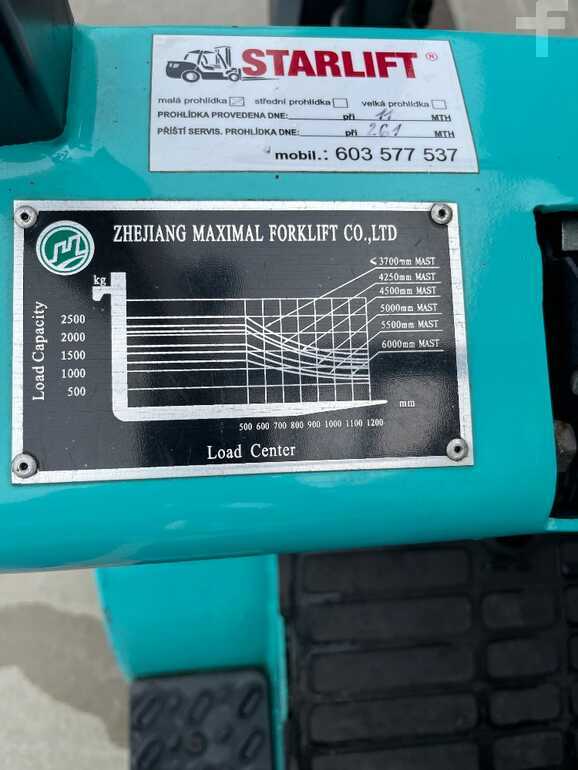 STARLIFT®
malá prohlídka střední prohlídka velká prohlídka
PROHLÍDKA PROVEDENA DNE: při 11 MTH
PŘÍŠTÍ SERVIS. PROHLÍDKA DNE: při 261 MTH
mobil.: 603 577 537
ZHEJIANG MAXIMAL FORKLIFT CO.,LTD
kg
Load Capacity
2500
2000
1500
1000
500
< 3700mm MAST
4250mm MAST
4500mm MAST
5000mm MAST
5500mm MAST
6000mm MAST
mm
500 600 700 800 900 1000 1100 1200
Load Center